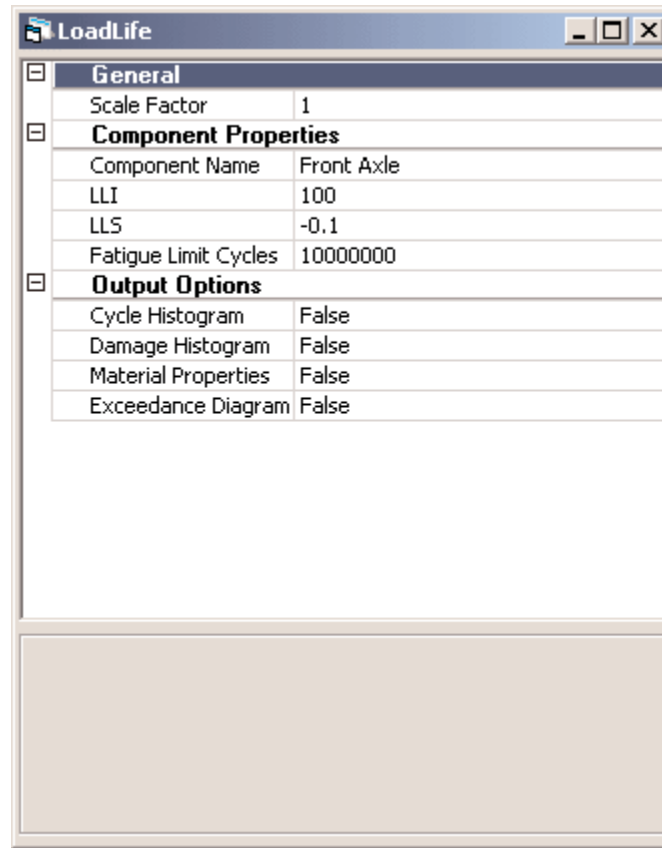 LoadLife
General
Scale Factor 1
Component Properties
Component Name Front Axle
LLI 100
LLS -0.1
Fatigue Limit Cycles 10000000
Output Options
Cycle Histogram False
Damage Histogram False
Material Properties False
Exceedance Diagram False